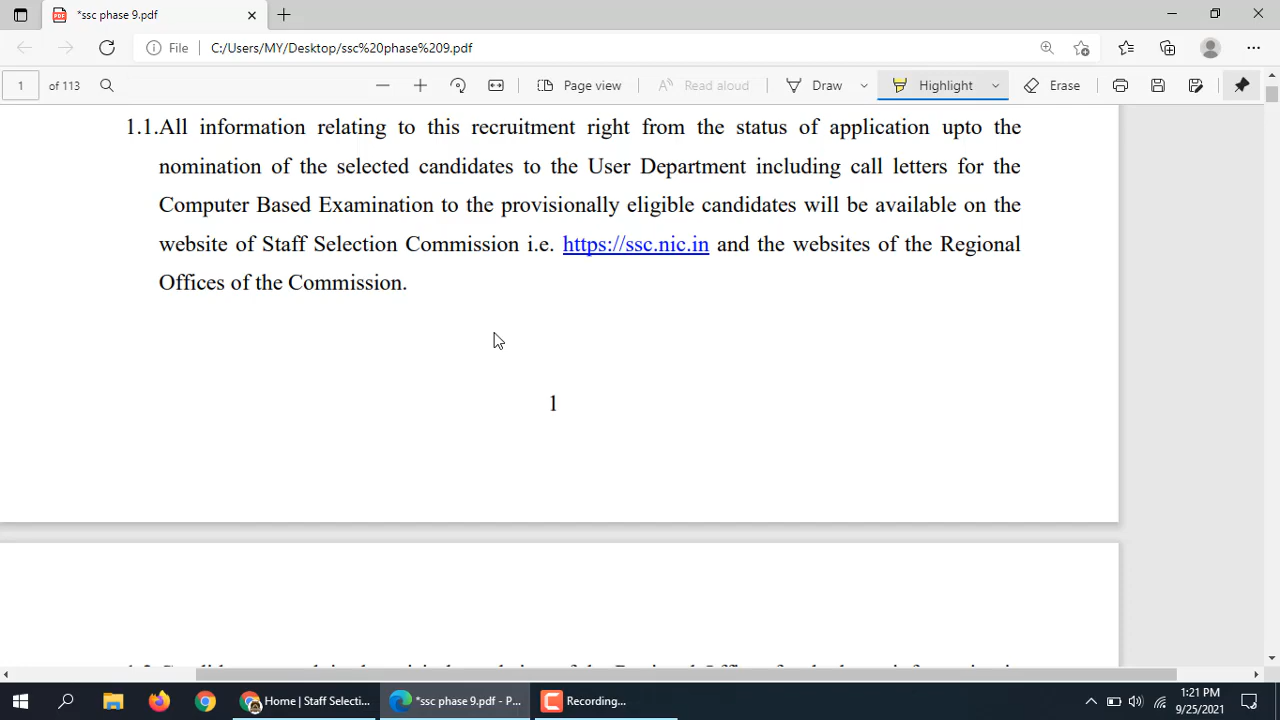 *ssc phase 9.pdf
File C:/Users/MY/Desktop/ssc%20phase%209.pdf
1 of 113 Page view Read aloud Draw Highlight Erase
1.1.All information relating to this recruitment right from the status of application upto the
nomination of the selected candidates to the User Department including call letters for the
Computer Based Examination to the provisionally eligible candidates will be available on the
website of Staff Selection Commission i.e. https://ssc.nic.in and the websites of the Regional
Offices of the Commission.
1
Home | Staff Selecti... *ssc phase 9.pdf - P... Recording... 1:21 PM
9/25/2021